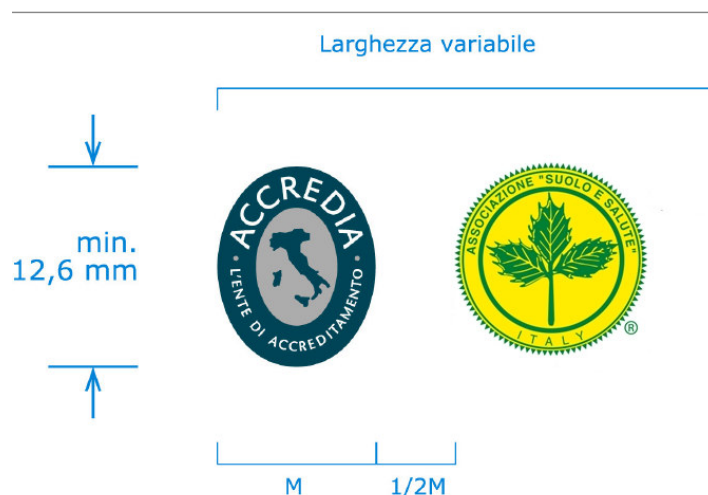 Larghezza variabile
min.
12,6 mm
ACCREDIA
· L'ENTE DI ACCREDITAMENTO ·
ASSOCIAZIONE "SUOLO E SALUTE"
ITALY
®
M
1/2M